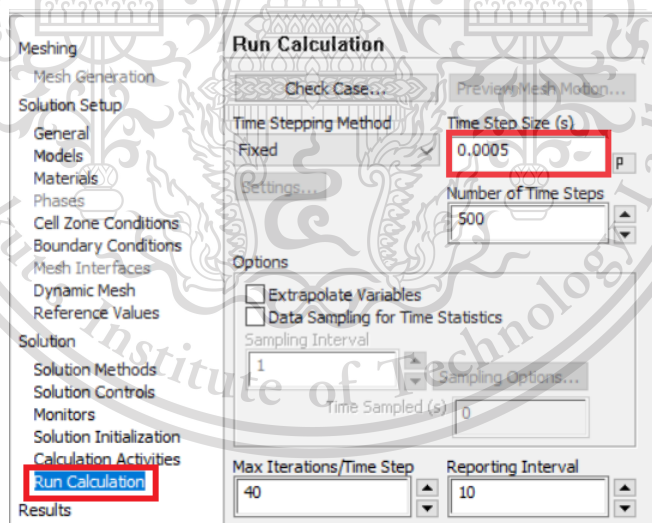 Meshing
Mesh Generation
Solution Setup
General
Models
Materials
Phases
Cell Zone Conditions
Boundary Conditions
Mesh Interfaces
Dynamic Mesh
Reference Values
Solution
Solution Methods
Solution Controls
Monitors
Solution Initialization
Calculation Activities
Run Calculation
Results
Run Calculation
Check Case... Preview Mesh Motion...
Time Stepping Method Time Step Size (s)
Fixed 0.0005 P
Settings... Number of Time Steps
500
Options
Extrapolate Variables
Data Sampling for Time Statistics
Sampling Interval
1 Sampling Options...
Time Sampled (s) 0
Max Iterations/Time Step Reporting Interval
40 10
Institute of Technology